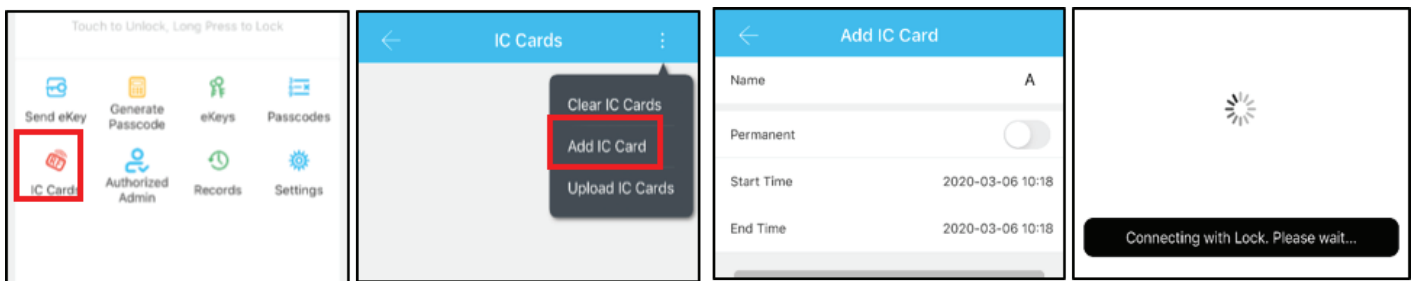 Touch to Unlock, Long Press to Lock
Send eKey
Generate
Passcode
eKeys
Passcodes
IC Cards
Authorized
Admin
Records
Settings
IC Cards
Clear IC Cards
Add IC Card
Upload IC Cards
Add IC Card
Name A
Permanent
Start Time 2020-03-06 10:18
End Time 2020-03-06 10:18
Connecting with Lock. Please wait...